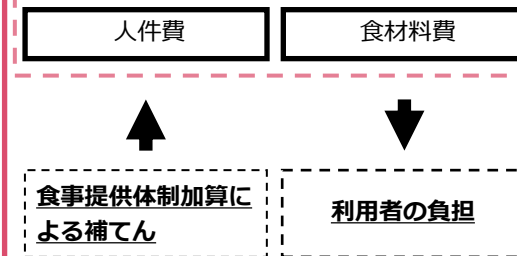 人件費
食材料費
食事提供体制加算に
よる補てん
利用者の負担